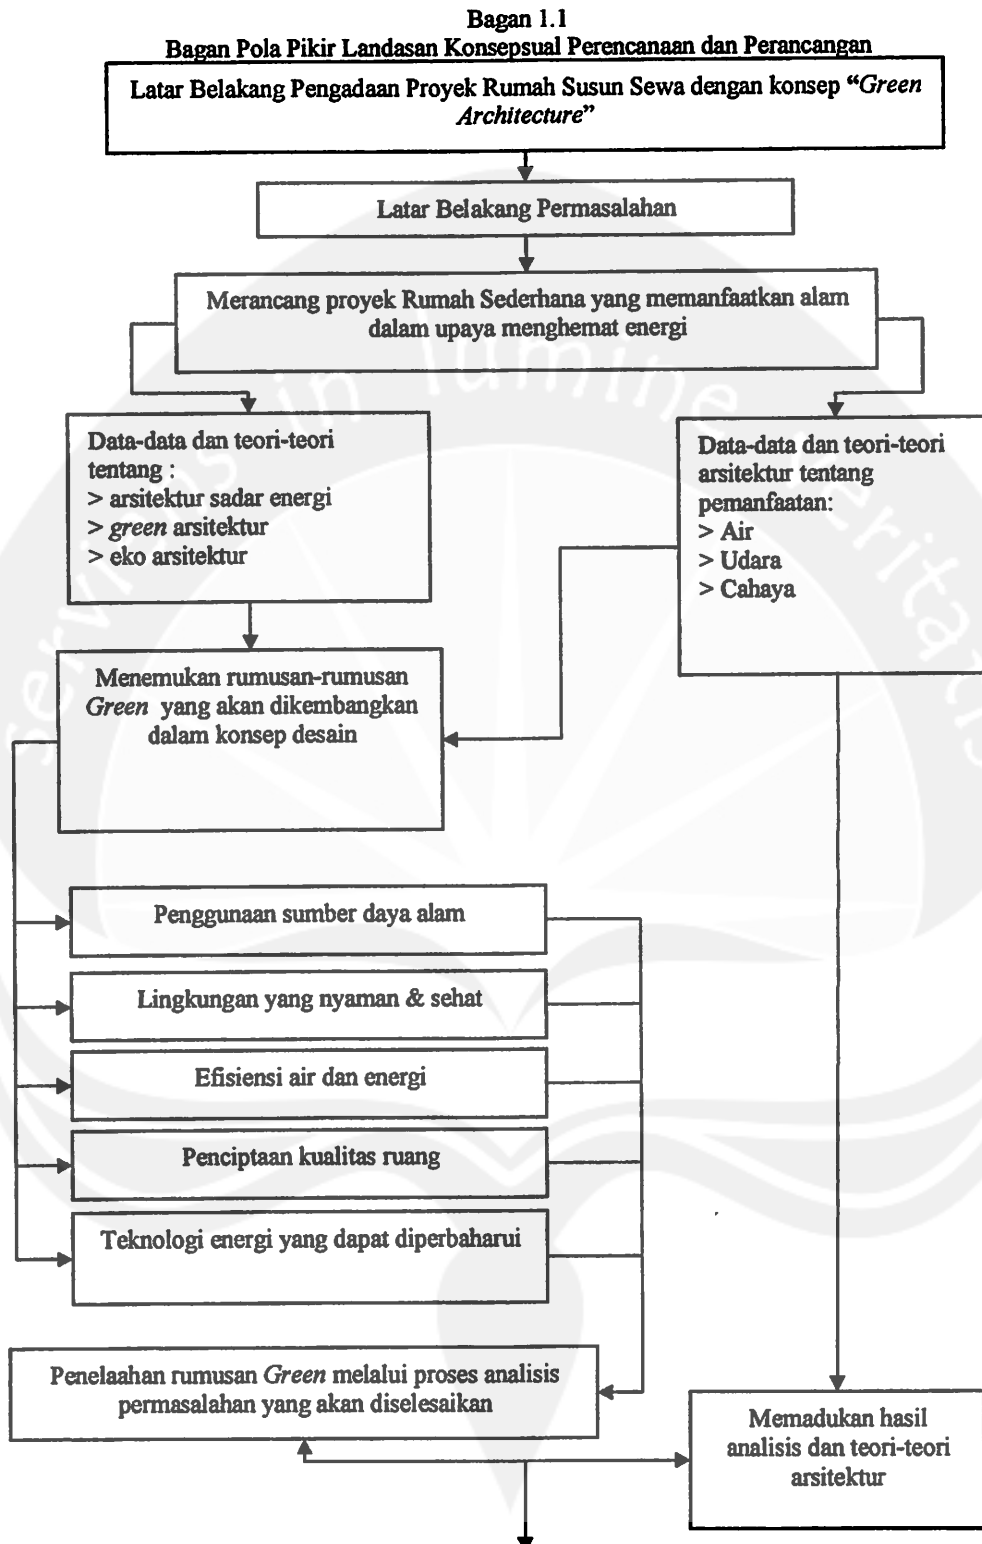 Bagan 1.1
Bagan Pola Pikir Landasan Konsepsual Perencanaan dan Perancangan
Latar Belakang Pengadaan Proyek Rumah Susun Sewa dengan konsep “Green
Architecture”
Latar Belakang Permasalahan
Merancang proyek Rumah Sederhana yang memanfaatkan alam
dalam upaya menghemat energi
Data-data dan teori-teori
tentang :
> arsitektur sadar energi
> green arsitektur
> eko arsitektur
Data-data dan teori-teori
arsitektur tentang
pemanfaatan:
> Air
> Udara
> Cahaya
Menemukan rumusan-rumusan
Green yang akan dikembangkan
dalam konsep desain
Penggunaan sumber daya alam
Lingkungan yang nyaman & sehat
Efisiensi air dan energi
Penciptaan kualitas ruang
Teknologi energi yang dapat diperbaharui
Penelaahan rumusan Green melalui proses analisis
permasalahan yang akan diselesaikan
Memadukan hasil
analisis dan teori-teori
arsitektur
serviens in lumine veritatis